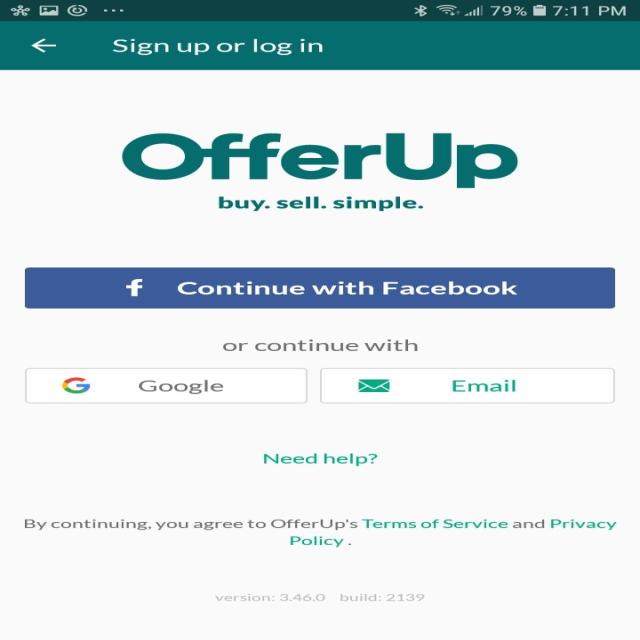 79% 7:11 PM
Sign up or log in
OfferUp
buy. sell. simple.
f Continue with Facebook
or continue with
G Google Email
Need help?
By continuing, you agree to OfferUp's Terms of Service and Privacy
Policy .
version: 3.46.0 build: 2139